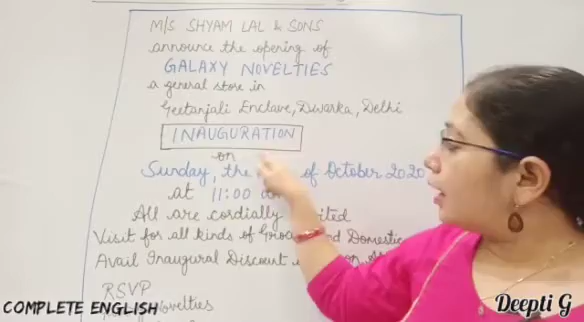 M/S SHYAM LAL & SONS
announce the opening of
GALAXY NOVELTIES
a general store in
Geetanjali Enclave, Dwarka, Delhi
INAUGURATION
on
Sunday, the of October 2020
at 11:00
All are cordially
Visit for all kinds of and Domestic
Avail Inaugural Discount
RSVP
Novelties
COMPLETE ENGLISH
Deepti G